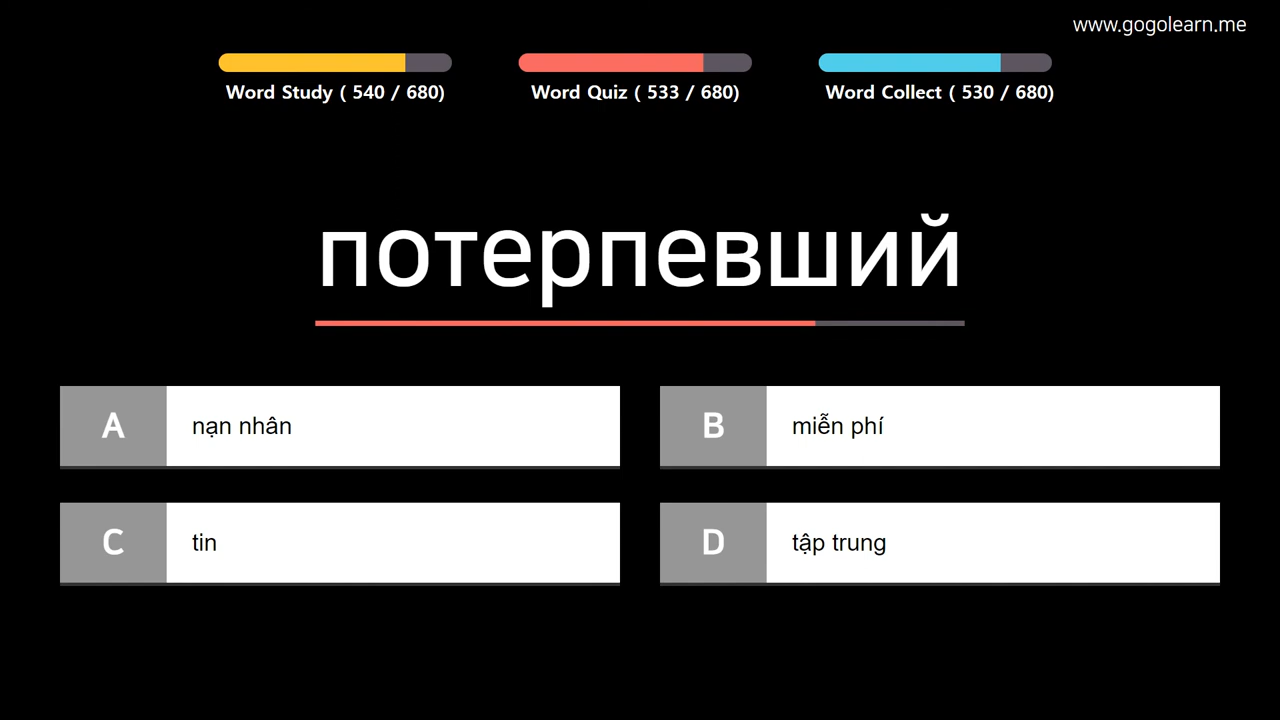 www.gogolearn.me
Word Study ( 540 / 680)
Word Quiz ( 533 / 680)
Word Collect ( 530 / 680)
потерпевший
A nạn nhân
B miễn phí
C tin
D tập trung